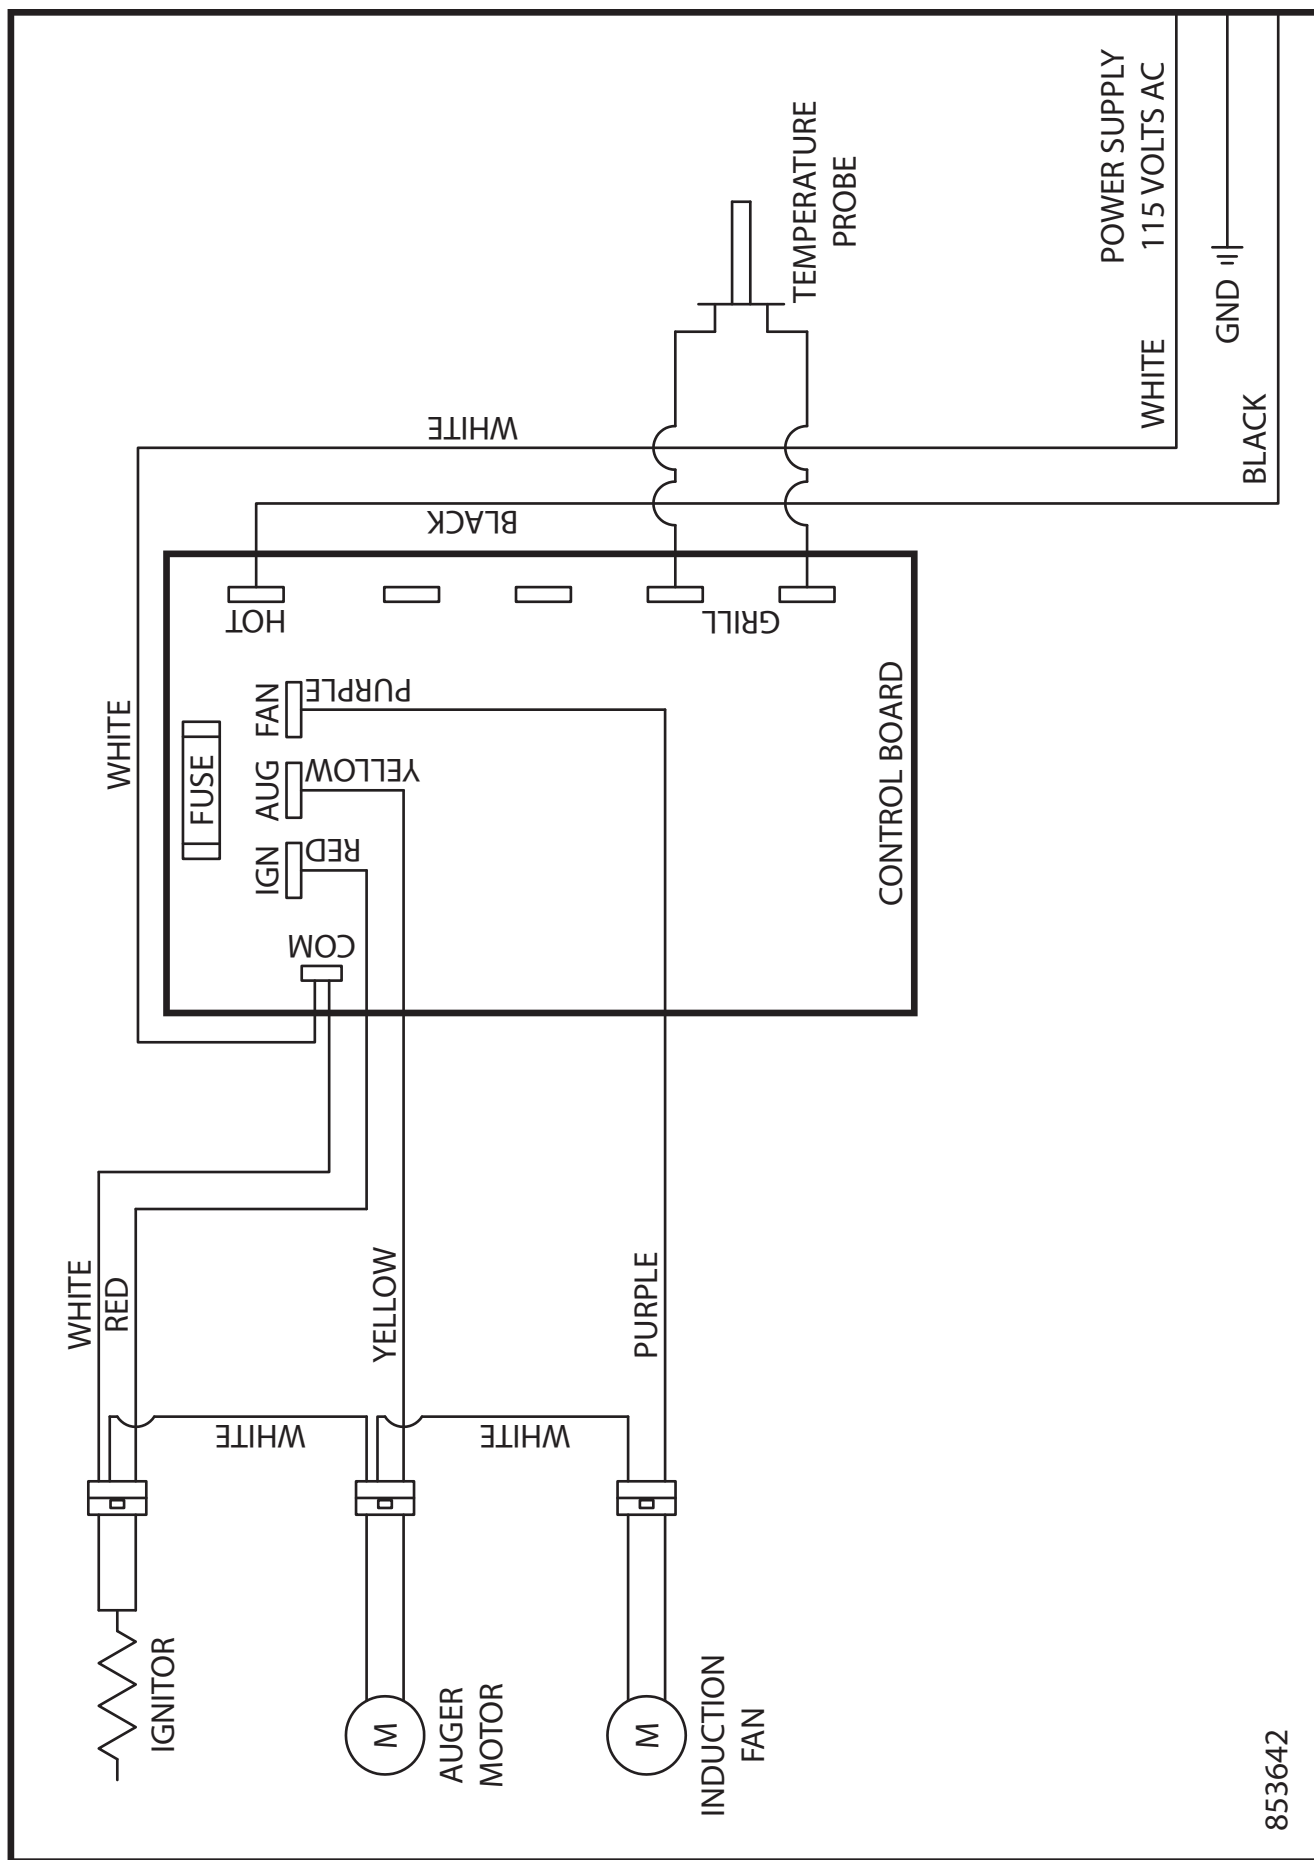 IGNITOR
AUGER
MOTOR
M
INDUCTION
FAN
M
WHITE
RED
WHITE
YELLOW
WHITE
PURPLE
WHITE
FUSE
COM
IGN
RED
AUG
YELLOW
FAN
PURPLE
HOT
GRILL
CONTROL BOARD
WHITE
BLACK
TEMPERATURE
PROBE
POWER SUPPLY
115 VOLTS AC
WHITE
GND
BLACK
853642